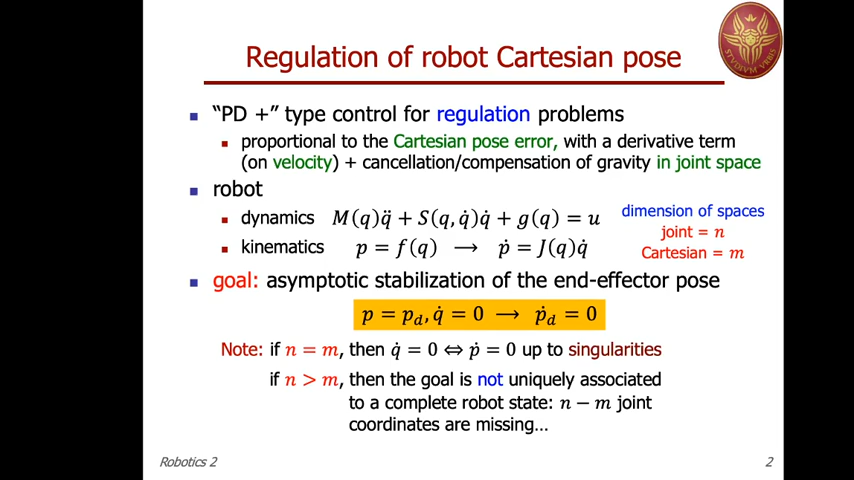 Regulation of robot Cartesian pose
STVDIVM VRBIS
"PD +" type control for regulation problems
proportional to the Cartesian pose error, with a derivative term
(on velocity) + cancellation/compensation of gravity in joint space
robot
dynamics M(q)q̈ + S(q, q̇)q̇ + g(q) = u
kinematics p = f(q) → ṗ = J(q)q̇
dimension of spaces
joint = n
Cartesian = m
goal: asymptotic stabilization of the end-effector pose
p = p_d, q̇ = 0 → ṗ_d = 0
Note: if n = m, then q̇ = 0 ⇔ ṗ = 0 up to singularities
if n > m, then the goal is not uniquely associated
to a complete robot state: n − m joint
coordinates are missing…
Robotics 2
2